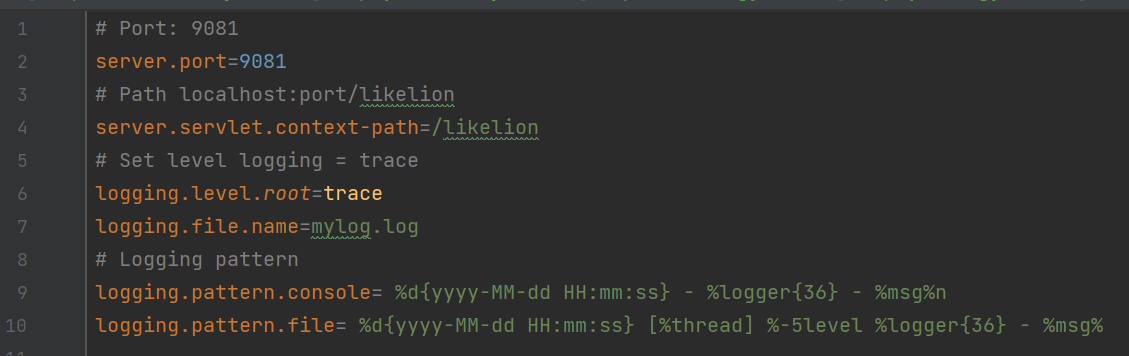 1 # Port: 9081
2 server.port=9081
3 # Path localhost:port/likelion
4 server.servlet.context-path=/likelion
5 # Set level logging = trace
6 logging.level.root=trace
7 logging.file.name=mylog.log
8 # Logging pattern
9 logging.pattern.console= %d{yyyy-MM-dd HH:mm:ss} - %logger{36} - %msg%n
10 logging.pattern.file= %d{yyyy-MM-dd HH:mm:ss} [%thread] %-5level %logger{36} - %msg%